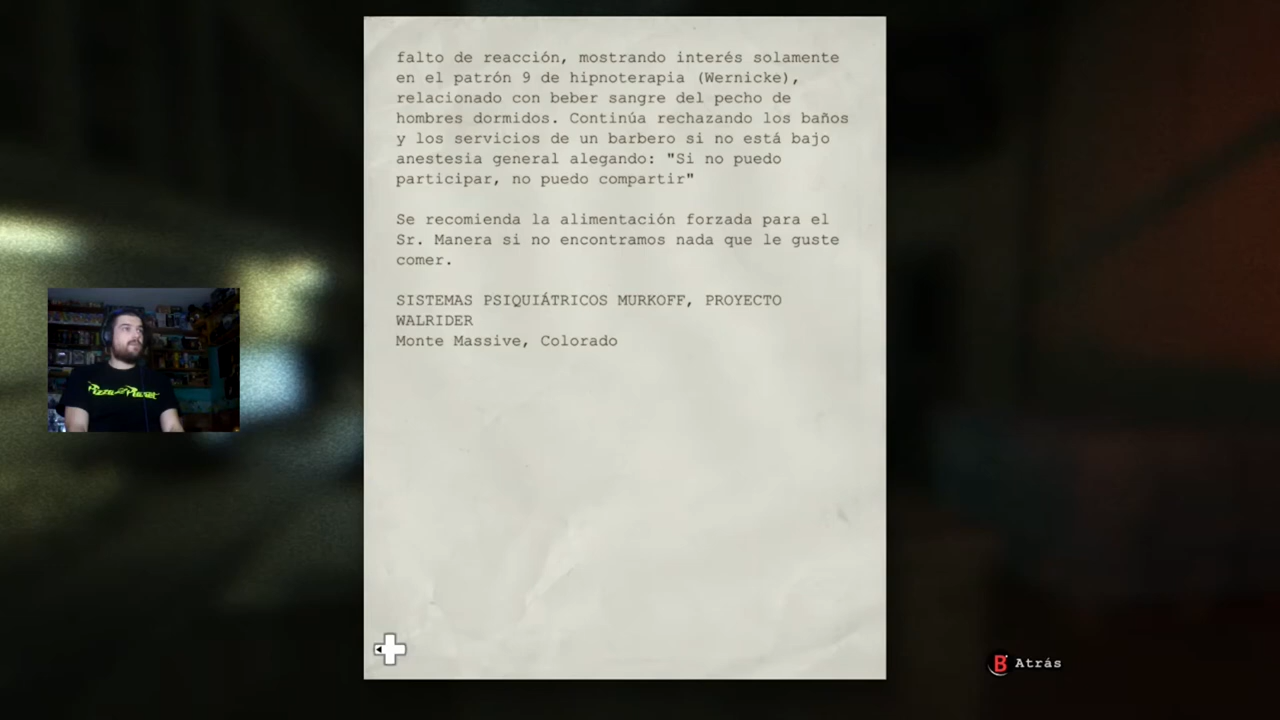 falto de reacción, mostrando interés solamente
en el patrón 9 de hipnoterapia (Wernicke),
relacionado con beber sangre del pecho de
hombres dormidos. Continúa rechazando los baños
y los servicios de un barbero si no está bajo
anestesia general alegando: "Si no puedo
participar, no puedo compartir"
Se recomienda la alimentación forzada para el
Sr. Manera si no encontramos nada que le guste
comer.
SISTEMAS PSIQUIÁTRICOS MURKOFF, PROYECTO
WALRIDER
Monte Massive, Colorado
B Atrás